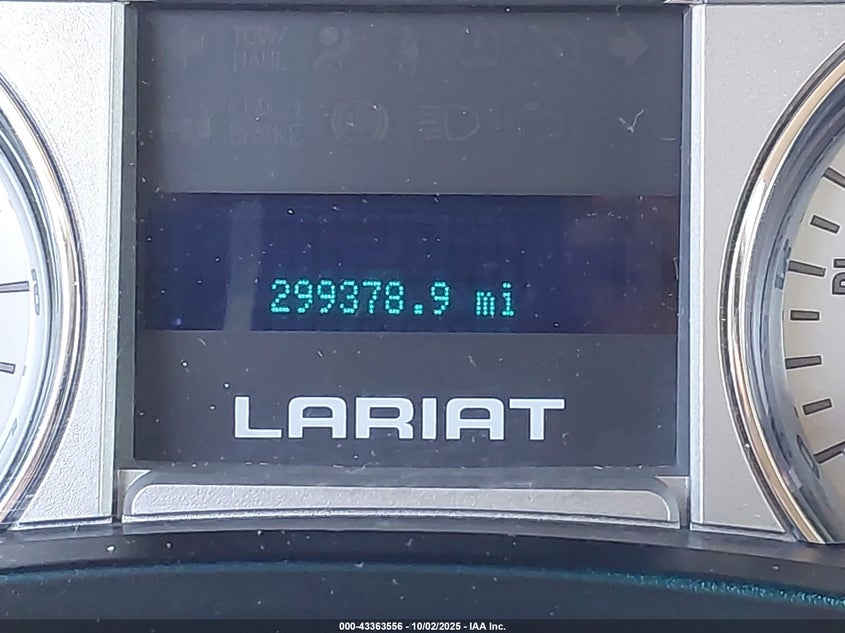 TOW/
HAUL
299378.9 mi
LARIAT
000-43363556 - 10/02/2025 - IAA Inc.